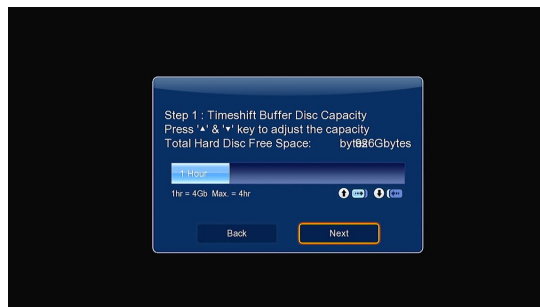 Step 1 : Timeshift Buffer Disc Capacity
Press '▲' & '▼' key to adjust the capacity
Total Hard Disc Free Space: Gbytes
1 Hour
1hr = 4Gb Max. = 4hr
Back
Next